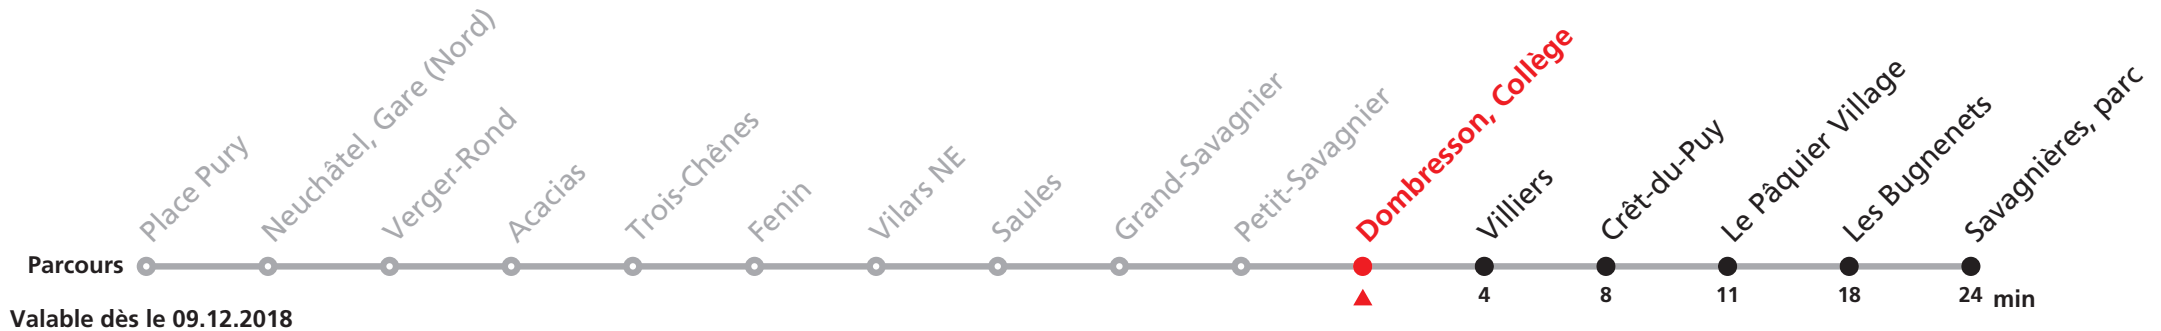 Place Pury
Neuchâtel, Gare (Nord)
Verger-Rond
Acacias
Trois-Chênes
Fenin
Vilars NE
Saules
Grand-Savagnier
Petit-Savagnier
Dombresson, Collège
Villiers
Crêt-du-Puy
Le Pâquier Village
Les Bugnenets
Savagnières, parc
Parcours
4 8 11 18 24 min
Valable dès le 09.12.2018